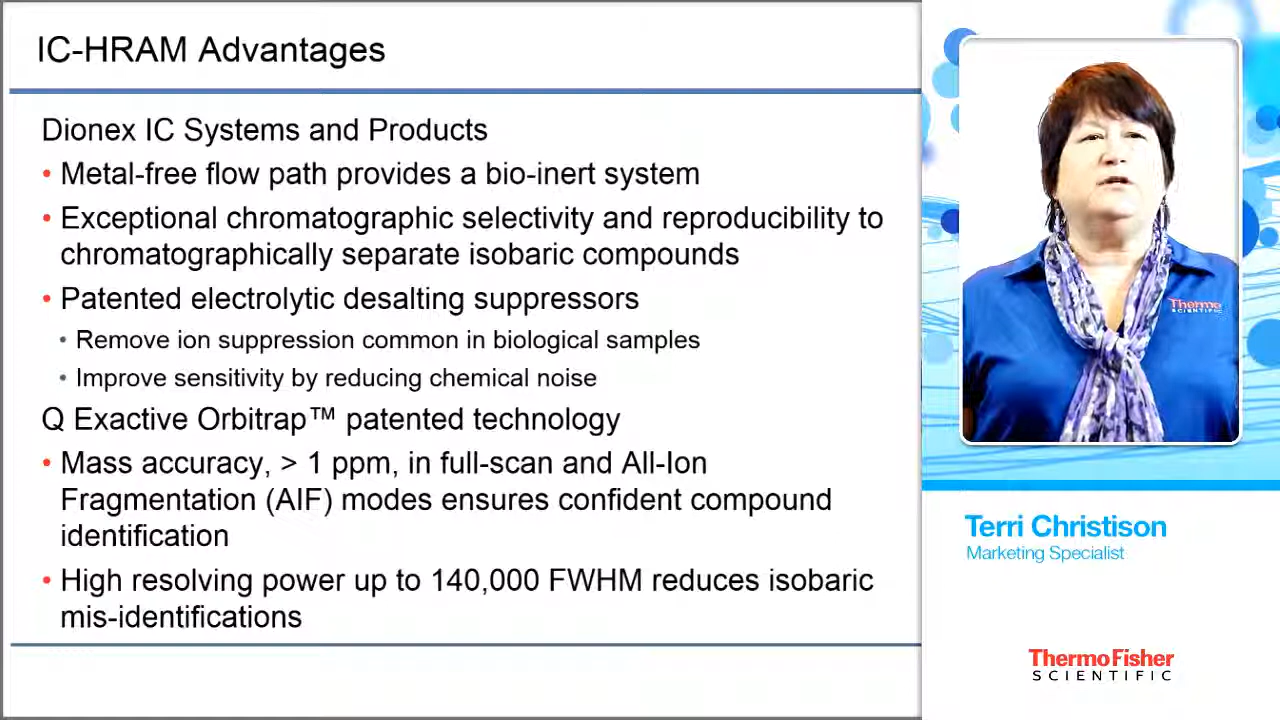 IC-HRAM Advantages
Dionex IC Systems and Products
• Metal-free flow path provides a bio-inert system
• Exceptional chromatographic selectivity and reproducibility to
chromatographically separate isobaric compounds
• Patented electrolytic desalting suppressors
• Remove ion suppression common in biological samples
• Improve sensitivity by reducing chemical noise
Q Exactive Orbitrap™ patented technology
• Mass accuracy, > 1 ppm, in full-scan and All-Ion
Fragmentation (AIF) modes ensures confident compound
identification
• High resolving power up to 140,000 FWHM reduces isobaric
mis-identifications
Thermo
SCIENTIFIC
Terri Christison
Marketing Specialist
ThermoFisher
SCIENTIFIC